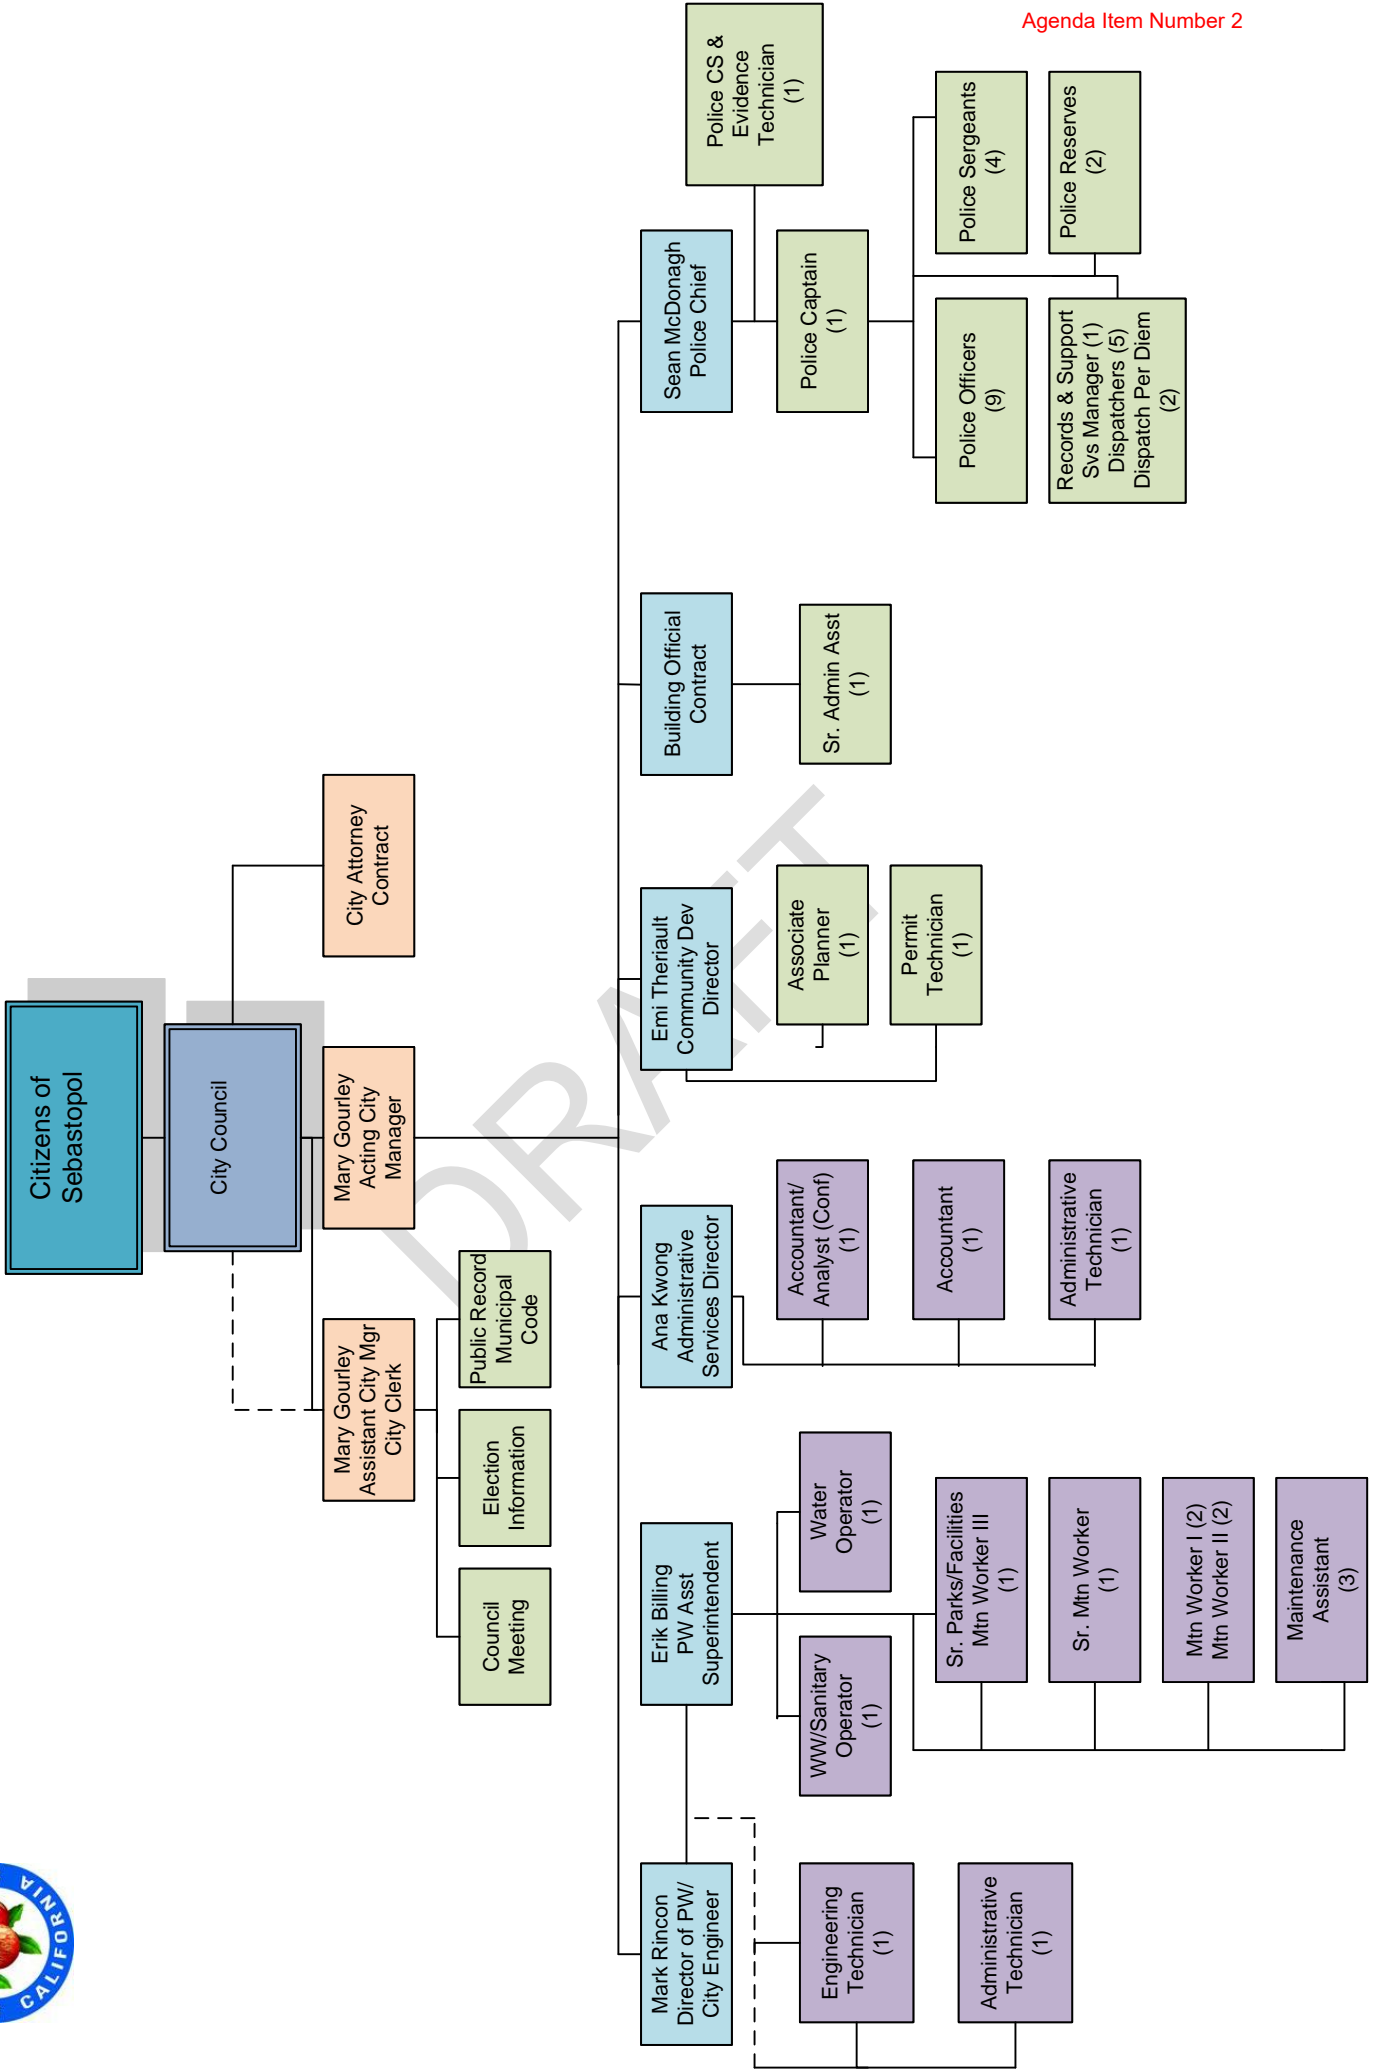 Agenda Item Number 2
CALIFORNIA
DRAFT
Citizens of
Sebastopol
City Council
Mary Gourley
Assistant City Mgr
City Clerk
Mary Gourley
Acting City
Manager
City Attorney
Contract
Council
Meeting
Election
Information
Public Record
Municipal
Code
Mark Rincon
Director of PW/
City Engineer
Engineering
Technician
(1)
Administrative
Technician
(1)
Erik Billing
PW Asst
Superintendent
WW/Sanitary
Operator
(1)
Water
Operator
(1)
Sr. Parks/Facilities
Mtn Worker III
(1)
Sr. Mtn Worker
(1)
Mtn Worker I (2)
Mtn Worker II (2)
Maintenance
Assistant
(3)
Ana Kwong
Administrative
Services Director
Accountant/
Analyst (Conf)
(1)
Accountant
(1)
Administrative
Technician
(1)
Emi Theriault
Community Dev
Director
Associate
Planner
(1)
Permit
Technician
(1)
Building Official
Contract
Sr. Admin Asst
(1)
Sean McDonagh
Police Chief
Police CS &
Evidence
Technician
(1)
Police Captain
(1)
Police Officers
(9)
Police Sergeants
(4)
Records & Support
Svs Manager (1)
Dispatchers (5)
Dispatch Per Diem
(2)
Police Reserves
(2)